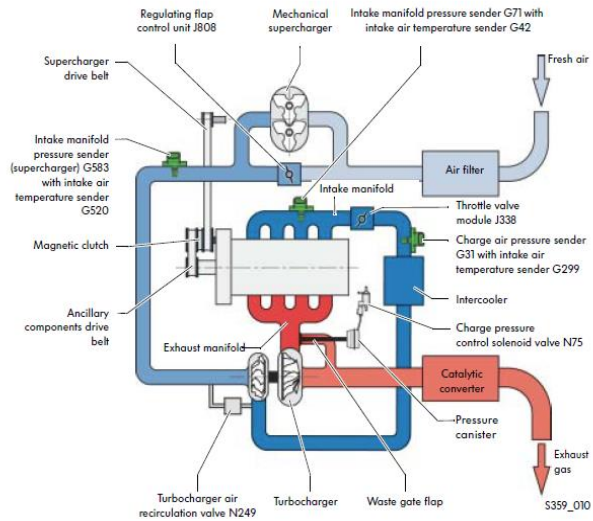 Regulating flap
control unit J808
Mechanical
supercharger
Intake manifold pressure sender G71 with
intake air temperature sender G42
Supercharger
drive belt
Fresh air
Intake manifold
pressure sender
(supercharger) G583
with intake air
temperature sender
G520
Air filter
Intake manifold
Throttle valve
module J338
Magnetic clutch
Charge air pressure sender
G31 with intake air
temperature sender G299
Ancillary
components drive
belt
Intercooler
Exhaust manifold
Charge pressure
control solenoid valve N75
Catalytic
converter
Pressure
canister
Exhaust
gas
Turbocharger air
recirculation valve N249
Turbocharger
Waste gate flap
S359_010